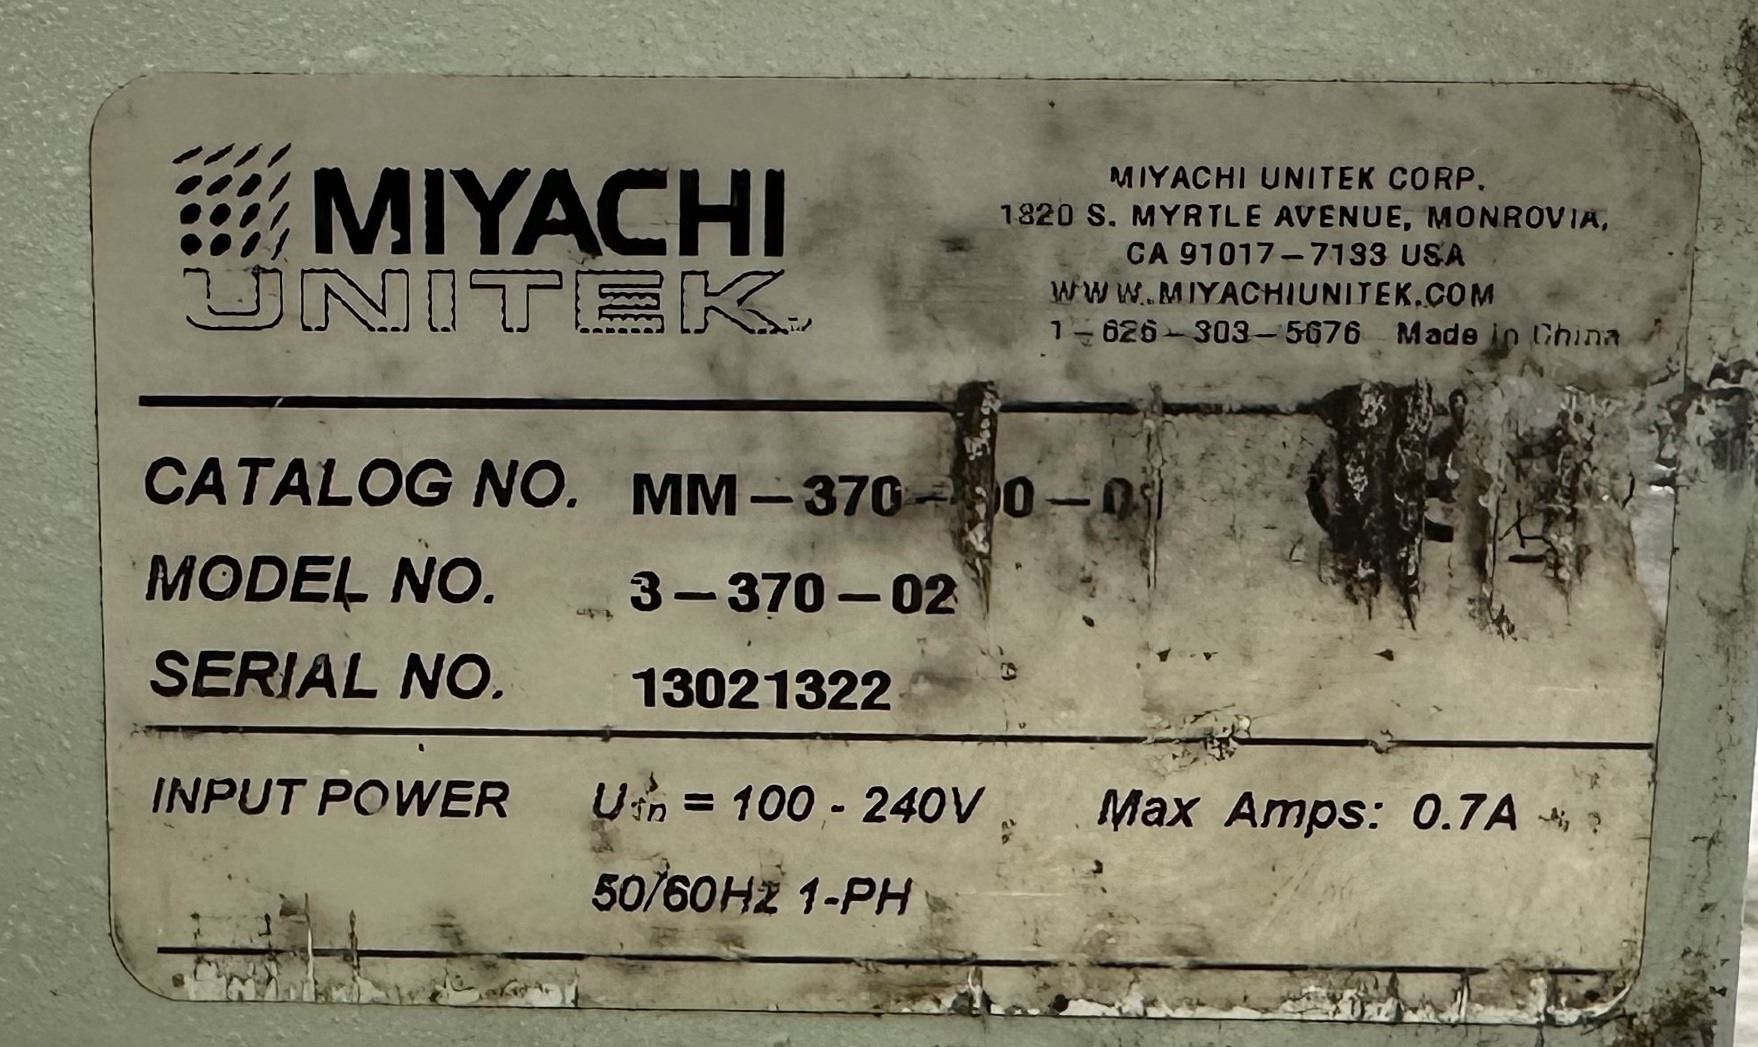 MIYACHI
UNITEK
MIYACHI UNITEK CORP.
1820 S. MYRTLE AVENUE, MONROVIA,
CA 91017-7133 USA
WWW.MIYACHIUNITEK.COM
1-626-303-5676 Made in China
CATALOG NO.
MODEL NO. 3-370-02
SERIAL NO. 13021322
INPUT POWER Uin = 100 - 240V Max Amps: 0.7A
50/60Hz 1-PH